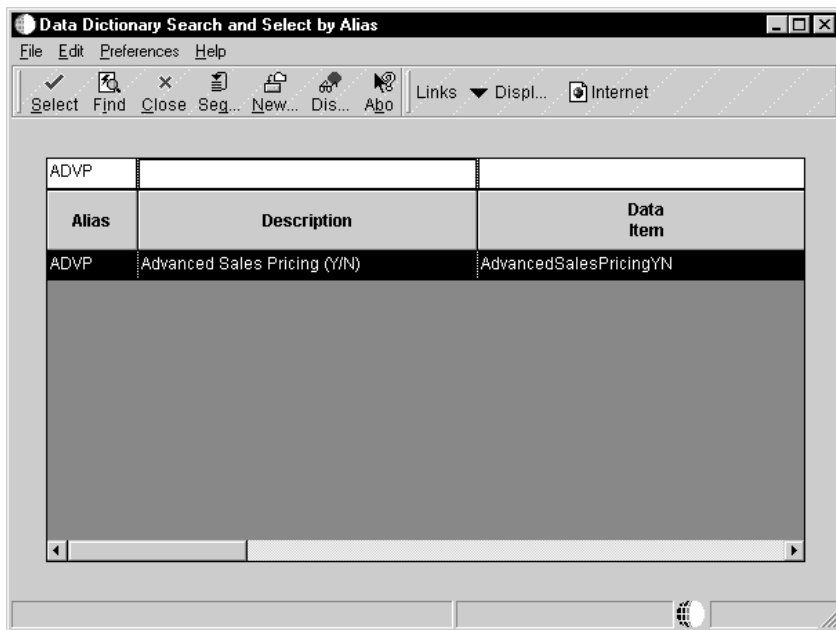 Data Dictionary Search and Select by Alias
File Edit Preferences Help
Select Find Close Seq... New... Dis... Abo Links Displ... Internet
ADVP
Alias Description Data Item
ADVP Advanced Sales Pricing (Y/N) AdvancedSalesPricingYN